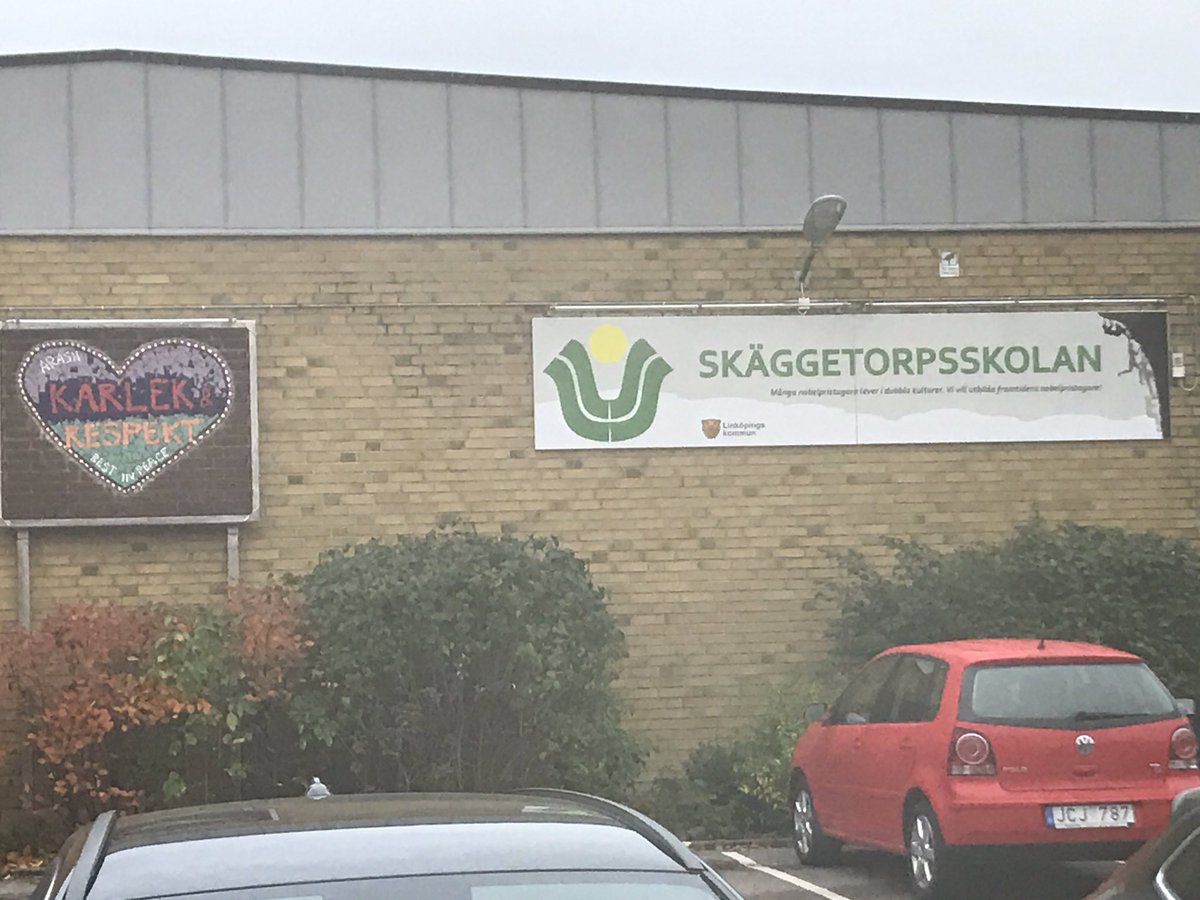 ARASH
KARLEK &
RESPEKT
REST IN PEACE
SKÄGGETORPSSKOLAN
Många nobelpristagare lever i dubbla kulturer. Vi vill utbilda framtidens nobelpristagare!
Linköpings
kommun
POLO
JCJ 787